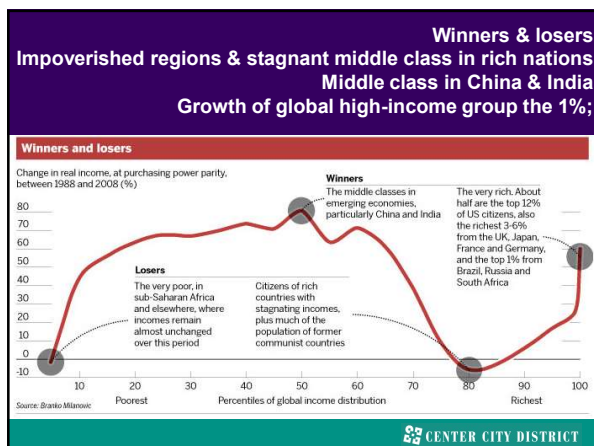 Winners & losers
Impoverished regions & stagnant middle class in rich nations
Middle class in China & India
Growth of global high-income group the 1%;
Winners and losers
Change in real income, at purchasing power parity,
between 1988 and 2008 (%)
80
70
60
50
40
30
20
10
0
-10
Winners
The middle classes in
emerging economies,
particularly China and India
The very rich. About
half are the top 12%
of US citizens, also
the richest 3-6%
from the UK, Japan,
France and Germany,
and the top 1% from
Brazil, Russia and
South Africa
Losers
The very poor, in
sub-Saharan Africa
and elsewhere, where
incomes remain
almost unchanged
over this period
Citizens of rich
countries with
stagnating incomes,
plus much of the
population of former
communist countries
10 20 30 40 50 60 70 80 90 100
Source: Branko Milanovic
Poorest Percentiles of global income distribution Richest
CENTER CITY DISTRICT